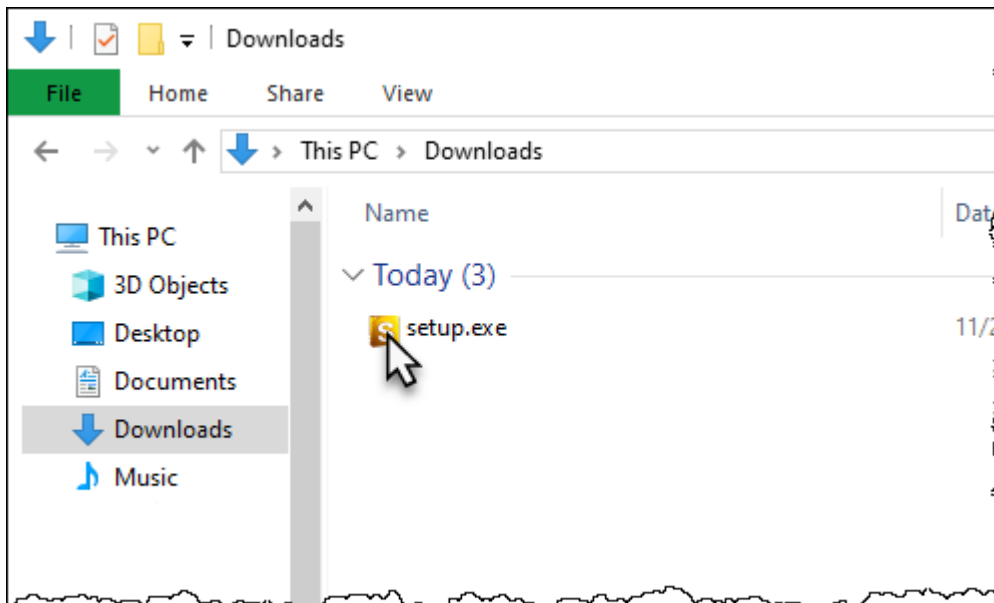 Downloads
File Home Share View
This PC Downloads
Name
This PC
Today (3)
3D Objects
setup.exe
Desktop
Documents
Downloads
Music